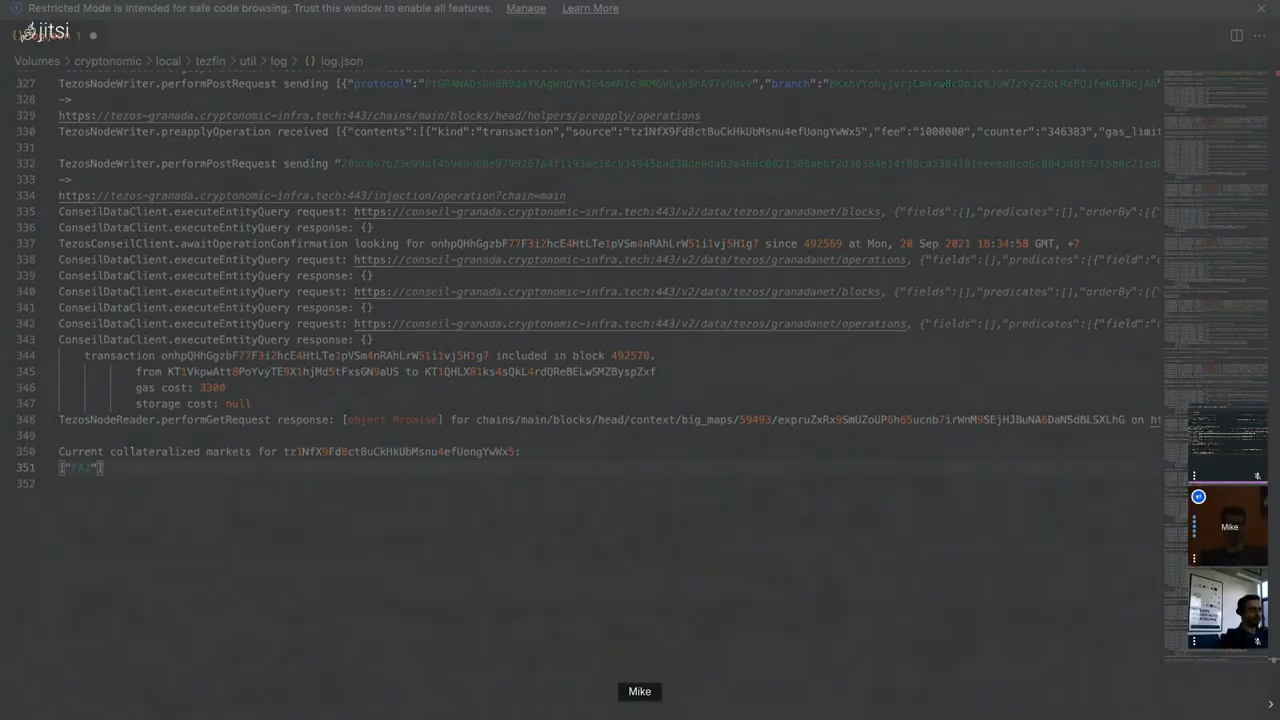 Restricted Mode is intended for safe code browsing. Trust this window to enable all features. Manage Learn More
jitsi
Volumes > cryptonomic > local > tezfin > util > log > {} log.json
327 TezosNodeWriter.performPostRequest sending [{"protocol":
328 —>
329 https://tezos-granada.cryptonomic-infra.tech:443/chains/main/blocks/head/helpers/preapply/operations
330 TezosNodeWriter.preapplyOperation received [{"contents":[{"kind":"transaction","source":"tz1NfX9Fd8ctBuCkHkUbMsnu4efUongYwWx5","fee":"1000000","counter":"346383","gas_limit
331
332 TezosNodeWriter.performPostRequest sending
333 —>
334 https://tezos-granada.cryptonomic-infra.tech:443/injection/operation?chain=main
335 ConseilDataClient.executeEntityQuery request: https://conseil-granada.cryptonomic-infra.tech:443/v2/data/tezos/granadanet/blocks, {"fields":[],"predicates":[],"orderBy":[{
336 ConseilDataClient.executeEntityQuery response: {}
337 TezosConseilClient.awaitOperationConfirmation looking for onhpQHhGgzbF77F3i2hcE4HtLTe1pVSm4nRAhLrW51i1vj5H1g7 since 492569 at Mon, 20 Sep 2021 18:34:58 GMT, +7
338 ConseilDataClient.executeEntityQuery request: https://conseil-granada.cryptonomic-infra.tech:443/v2/data/tezos/granadanet/operations, {"fields":[],"predicates":[{"field":"
339 ConseilDataClient.executeEntityQuery response: {}
340 ConseilDataClient.executeEntityQuery request: https://conseil-granada.cryptonomic-infra.tech:443/v2/data/tezos/granadanet/blocks, {"fields":[],"predicates":[],"orderBy":[{
341 ConseilDataClient.executeEntityQuery response: {}
342 ConseilDataClient.executeEntityQuery request: https://conseil-granada.cryptonomic-infra.tech:443/v2/data/tezos/granadanet/operations, {"fields":[],"predicates":[{"field":"
343 ConseilDataClient.executeEntityQuery response: {}
344 transaction onhpQHhGgzbF77F3i2hcE4HtLTe1pVSm4nRAhLrW51i1vj5H1g7 included in block 492570.
345 from KT1VkpwAtt8PoYvyTE9X1hjMd5tFxsGN9aUS to KT1QHLX81ks4sQkL4rdQReBELwSMZByspZxf
346 gas cost: 3300
347 storage cost: null
348 TezosNodeReader.performGetRequest response: [object Promise] for chains/main/blocks/head/context/big_maps/59493/expruZxRx9SmUZoUP6h65ucnb7irWnM9SEjHJBuNA6DaNSdBLSXLhG on
349
350 Current collateralized markets for tz1NfX9Fd8ctBuCkHkUbMsnu4efUongYwWx5:
351 ["FA2"]
352
Mike
Mike